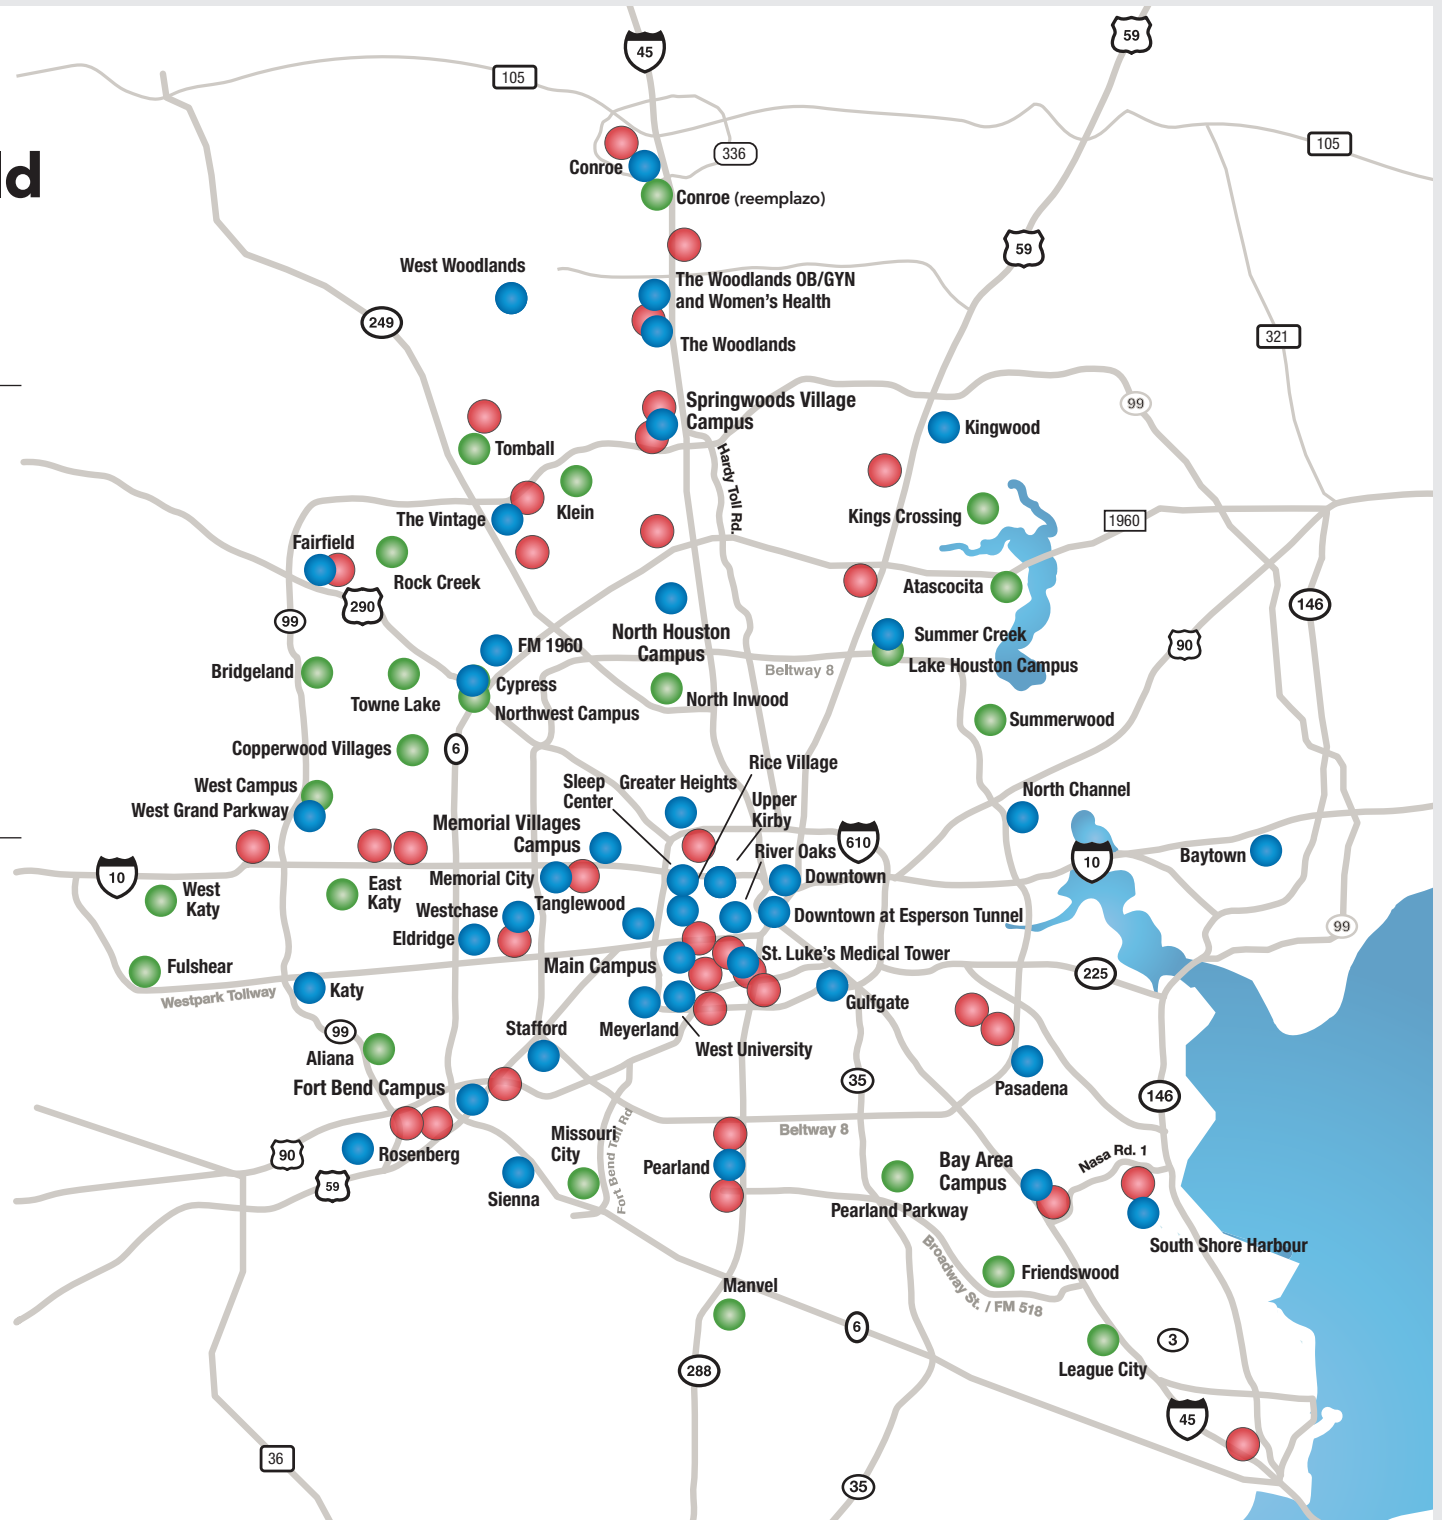 59
45
105
105
336
ld
Conroe
Conroe (reemplazo)
59
West Woodlands
The Woodlands OB/GYN
and Women's Health
249
321
The Woodlands
Springwoods Village
Campus
99
Kingwood
Tomball
Hardy Toll Rd.
Klein
Kings Crossing
The Vintage
1960
Fairfield
Rock Creek
Atascocita
290
146
99
North Houston
Campus
Summer Creek
FM 1960
90
Beltway 8
Lake Houston Campus
Bridgeland
Cypress
Towne Lake
North Inwood
Northwest Campus
Summerwood
Copperwood Villages
6
Rice Village
Sleep
Center
Greater Heights
West Campus
North Channel
Upper
Kirby
West Grand Parkway
Memorial Villages
Campus
610
River Oaks
Baytown
10
10
Memorial City
Downtown
West
Katy
East
Katy
Tanglewood
Westchase
Downtown at Esperson Tunnel
99
Eldridge
St. Luke's Medical Tower
Fulshear
Main Campus
225
Katy
Westpark Tollway
Gulfgate
99
Stafford
Meyerland
West University
Aliana
35
Fort Bend Campus
Pasadena
146
Beltway 8
Missouri
City
Fort Bend Toll Rd
90
Rosenberg
Nasa Rd. 1
Bay Area
Campus
Pearland
59
Sienna
Pearland Parkway
South Shore Harbour
Broadway St. / FM 518
Friendswood
Manvel
6
3
288
League City
45
36
35